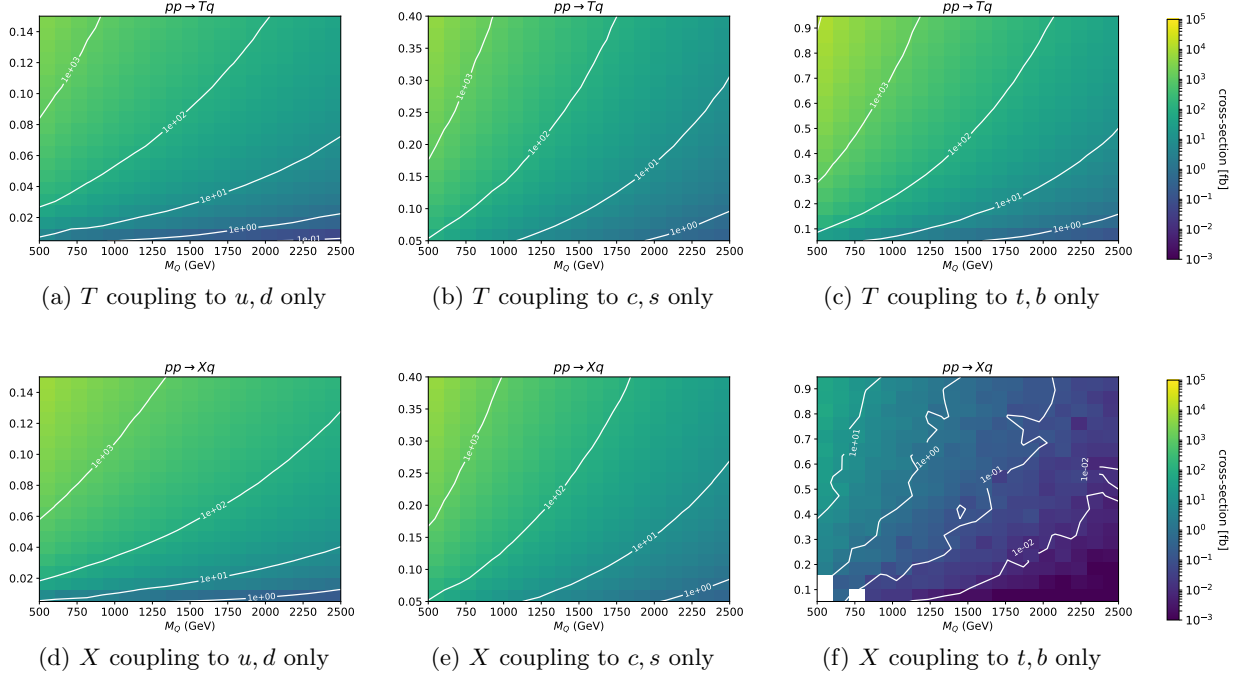 pp → Tq
0.14
0.12
0.10
0.08
0.06
0.04
0.02
1e+03
1e+02
1e+01
1e+00
1e-01
500 750 1000 1250 1500 1750 2000 2250 2500
M_Q (GeV)
(a) T coupling to u, d only
pp → Tq
0.40
0.35
0.30
0.25
0.20
0.15
0.10
0.05
1e+03
1e+02
1e+01
1e+00
500 750 1000 1250 1500 1750 2000 2250 2500
M_Q (GeV)
(b) T coupling to c, s only
pp → Tq
0.9
0.8
0.7
0.6
0.5
0.4
0.3
0.2
0.1
1e+03
1e+02
1e+01
1e+00
500 750 1000 1250 1500 1750 2000 2250 2500
M_Q (GeV)
(c) T coupling to t, b only
10^5
10^4
10^3
10^2
10^1
10^0
10^-1
10^-2
10^-3
cross-section [fb]
pp → Xq
0.14
0.12
0.10
0.08
0.06
0.04
0.02
1e+03
1e+02
1e+01
1e+00
500 750 1000 1250 1500 1750 2000 2250 2500
M_Q (GeV)
(d) X coupling to u, d only
pp → Xq
0.40
0.35
0.30
0.25
0.20
0.15
0.10
0.05
1e+03
1e+02
1e+01
1e+00
500 750 1000 1250 1500 1750 2000 2250 2500
M_Q (GeV)
(e) X coupling to c, s only
pp → Xq
0.9
0.8
0.7
0.6
0.5
0.4
0.3
0.2
0.1
1e+01
1e+00
1e-01
1e-02
1e-02
500 750 1000 1250 1500 1750 2000 2250 2500
M_Q (GeV)
(f) X coupling to t, b only
10^5
10^4
10^3
10^2
10^1
10^0
10^-1
10^-2
10^-3
cross-section [fb]